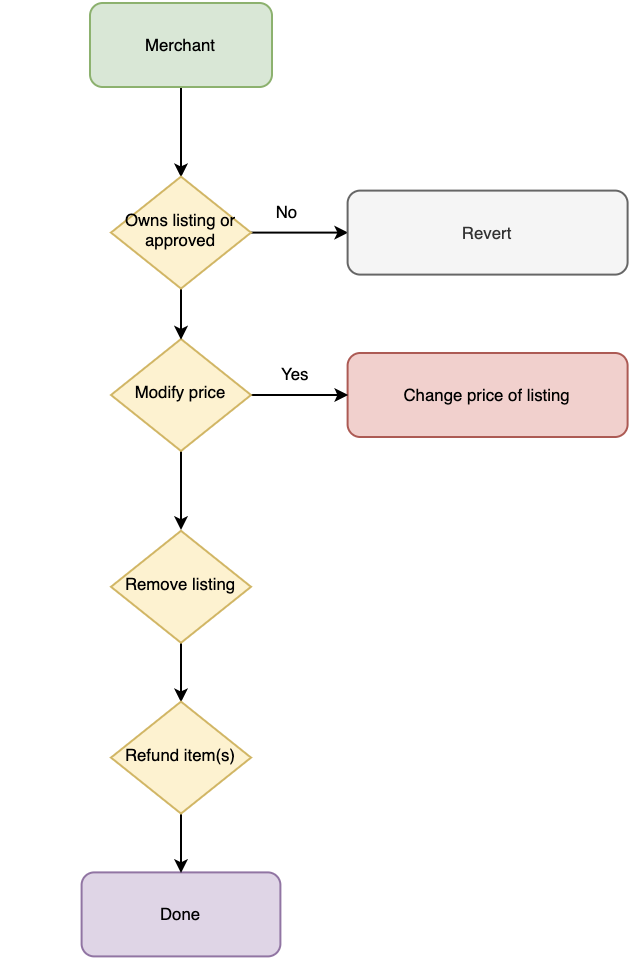 Merchant
Owns listing or
approved
No
Revert
Modify price
Yes
Change price of listing
Remove listing
Refund item(s)
Done